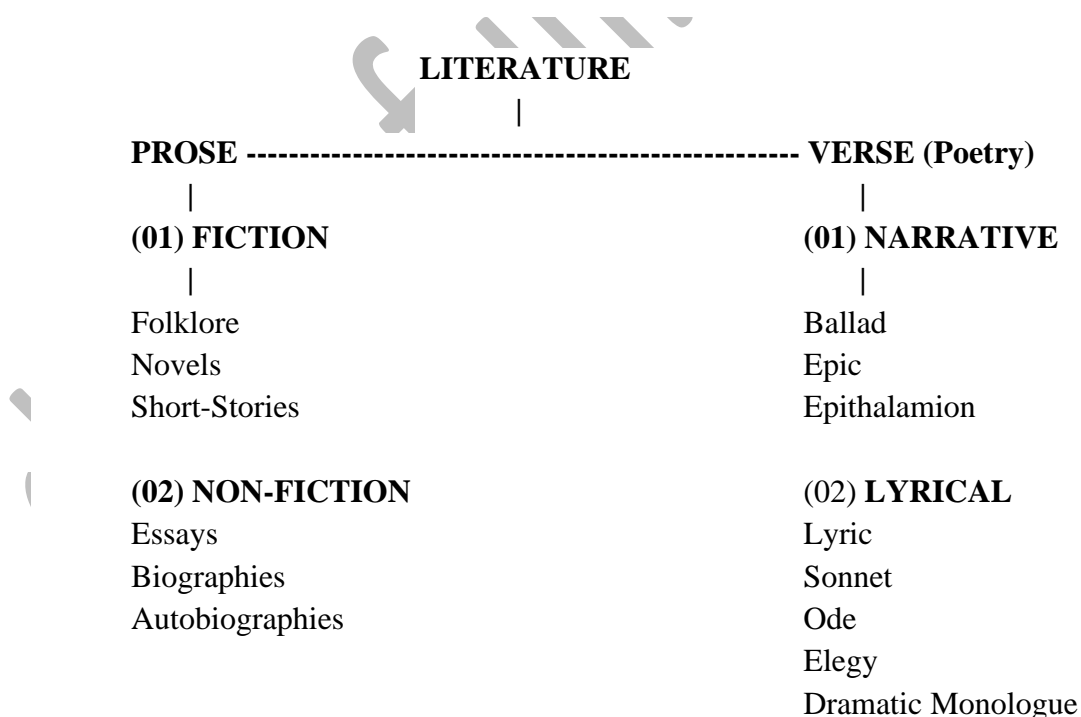 LITERATURE
|
PROSE ---------------------------------------------------- VERSE (Poetry)
| |
(01) FICTION (01) NARRATIVE
| |
Folklore Ballad
Novels Epic
Short-Stories Epithalamion
(02) NON-FICTION (02) LYRICAL
Essays Lyric
Biographies Sonnet
Autobiographies Ode
Elegy
Dramatic Monologue